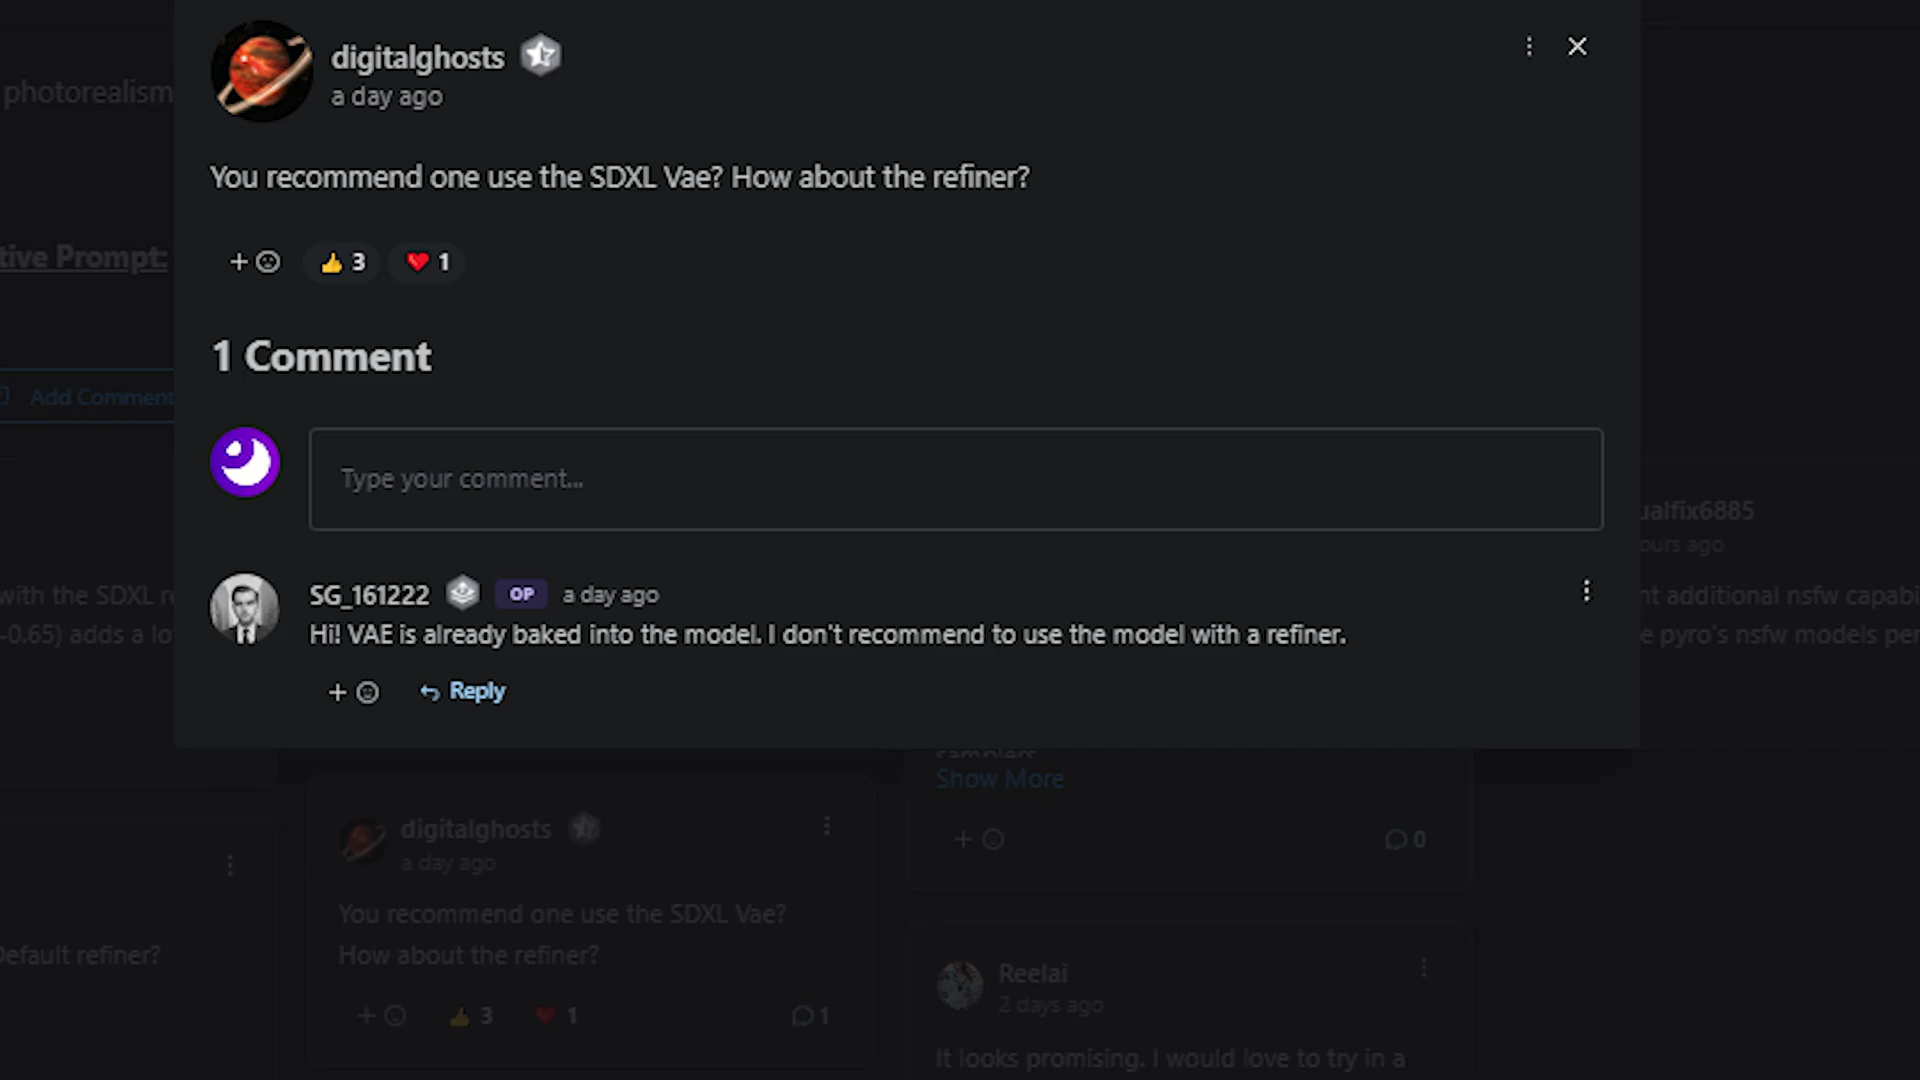 digitalghosts
a day ago
photorealism
You recommend one use the SDXL Vae? How about the refiner?
tive Prompt:
3
1
1 Comment
Add Comment
Type your comment...
ualfix6885
ours ago
SG_161222 OP a day ago
with the SDXL
nt additional nsfw capabi
Hi! VAE is already baked into the model. I don't recommend to use the model with a refiner.
-0.65) adds a lo
e pyro's nsfw models per
Reply
samplers
Show More
digitalghosts
a day ago
0
You recommend one use the SDXL Vae?
How about the refiner?
Default refiner?
3
1
1
Reelai
2 days ago
It looks promising. I would love to try in a